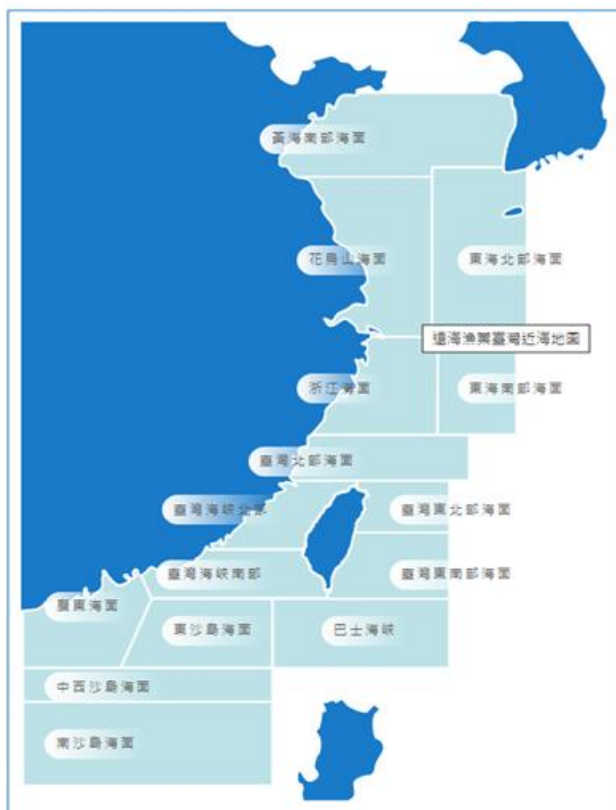 黃海南部海面
花鳥山海面
東海北部海面
遠海漁業臺灣近海地圖
浙江海面
東海南部海面
臺灣北部海面
臺灣海峽北部
臺灣東北部海面
臺灣海峽南部
臺灣東南部海面
廣東海面
東沙島海面
巴士海峽
中西沙島海面
南沙島海面